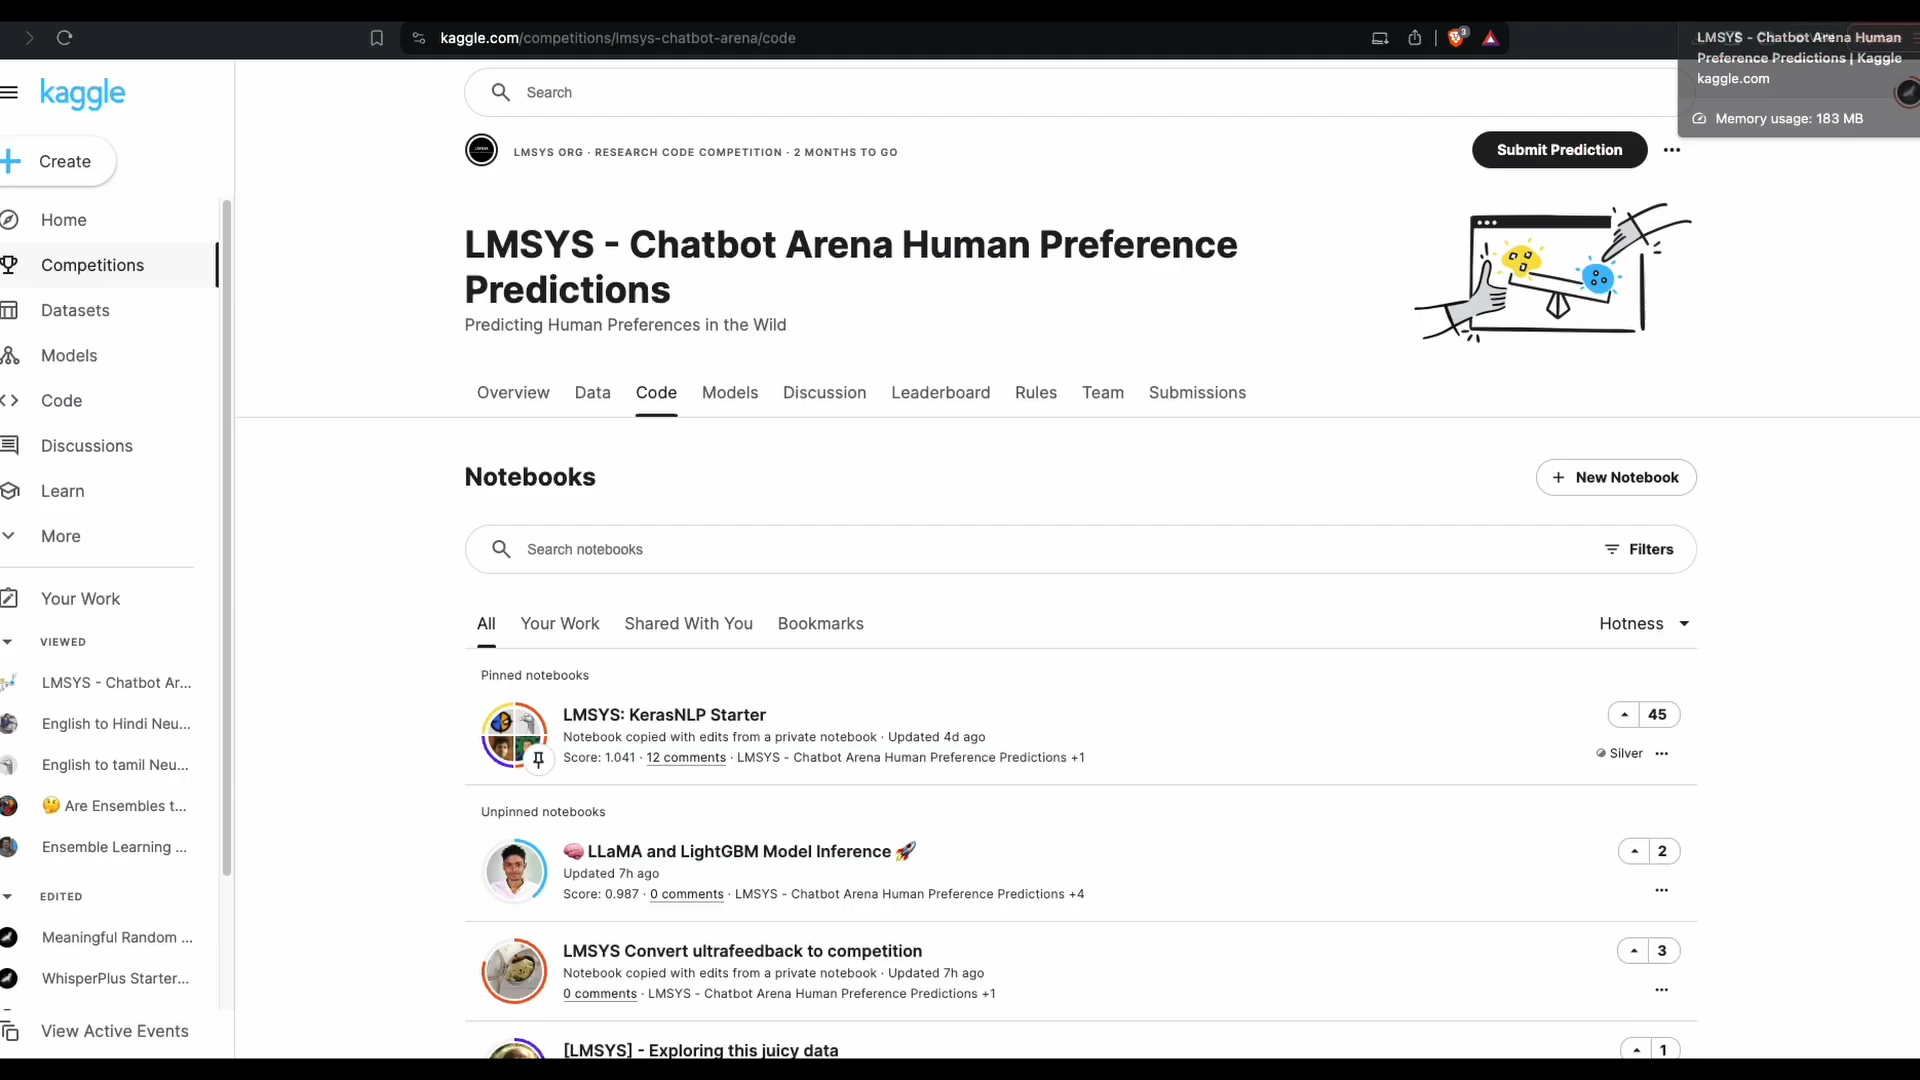 kaggle.com/competitions/lmsys-chatbot-arena/code
LMSYS - Chatbot Arena Human
Preference Predictions | Kaggle
kaggle.com
Memory usage: 183 MB
kaggle
Search
Create
LMSYS ORG · RESEARCH CODE COMPETITION · 2 MONTHS TO GO
Submit Prediction
Home
Competitions
Datasets
Models
Code
Discussions
Learn
More
Your Work
VIEWED
LMSYS - Chatbot Ar...
English to Hindi Neu...
English to tamil Neu...
🤔 Are Ensembles t...
Ensemble Learning ...
EDITED
Meaningful Random ...
WhisperPlus Starter...
View Active Events
LMSYS - Chatbot Arena Human Preference
Predictions
Predicting Human Preferences in the Wild
Overview Data Code Models Discussion Leaderboard Rules Team Submissions
Notebooks
+ New Notebook
Search notebooks
Filters
All Your Work Shared With You Bookmarks
Hotness
Pinned notebooks
LMSYS: KerasNLP Starter
45
Notebook copied with edits from a private notebook · Updated 4d ago
Score: 1.041 · 12 comments · LMSYS - Chatbot Arena Human Preference Predictions +1
Silver
Unpinned notebooks
🧠 LLaMA and LightGBM Model Inference 🚀
2
Updated 7h ago
Score: 0.987 · 0 comments · LMSYS - Chatbot Arena Human Preference Predictions +4
LMSYS Convert ultrafeedback to competition
3
Notebook copied with edits from a private notebook · Updated 7h ago
0 comments · LMSYS - Chatbot Arena Human Preference Predictions +1
[LMSYS] - Exploring this juicy data
1